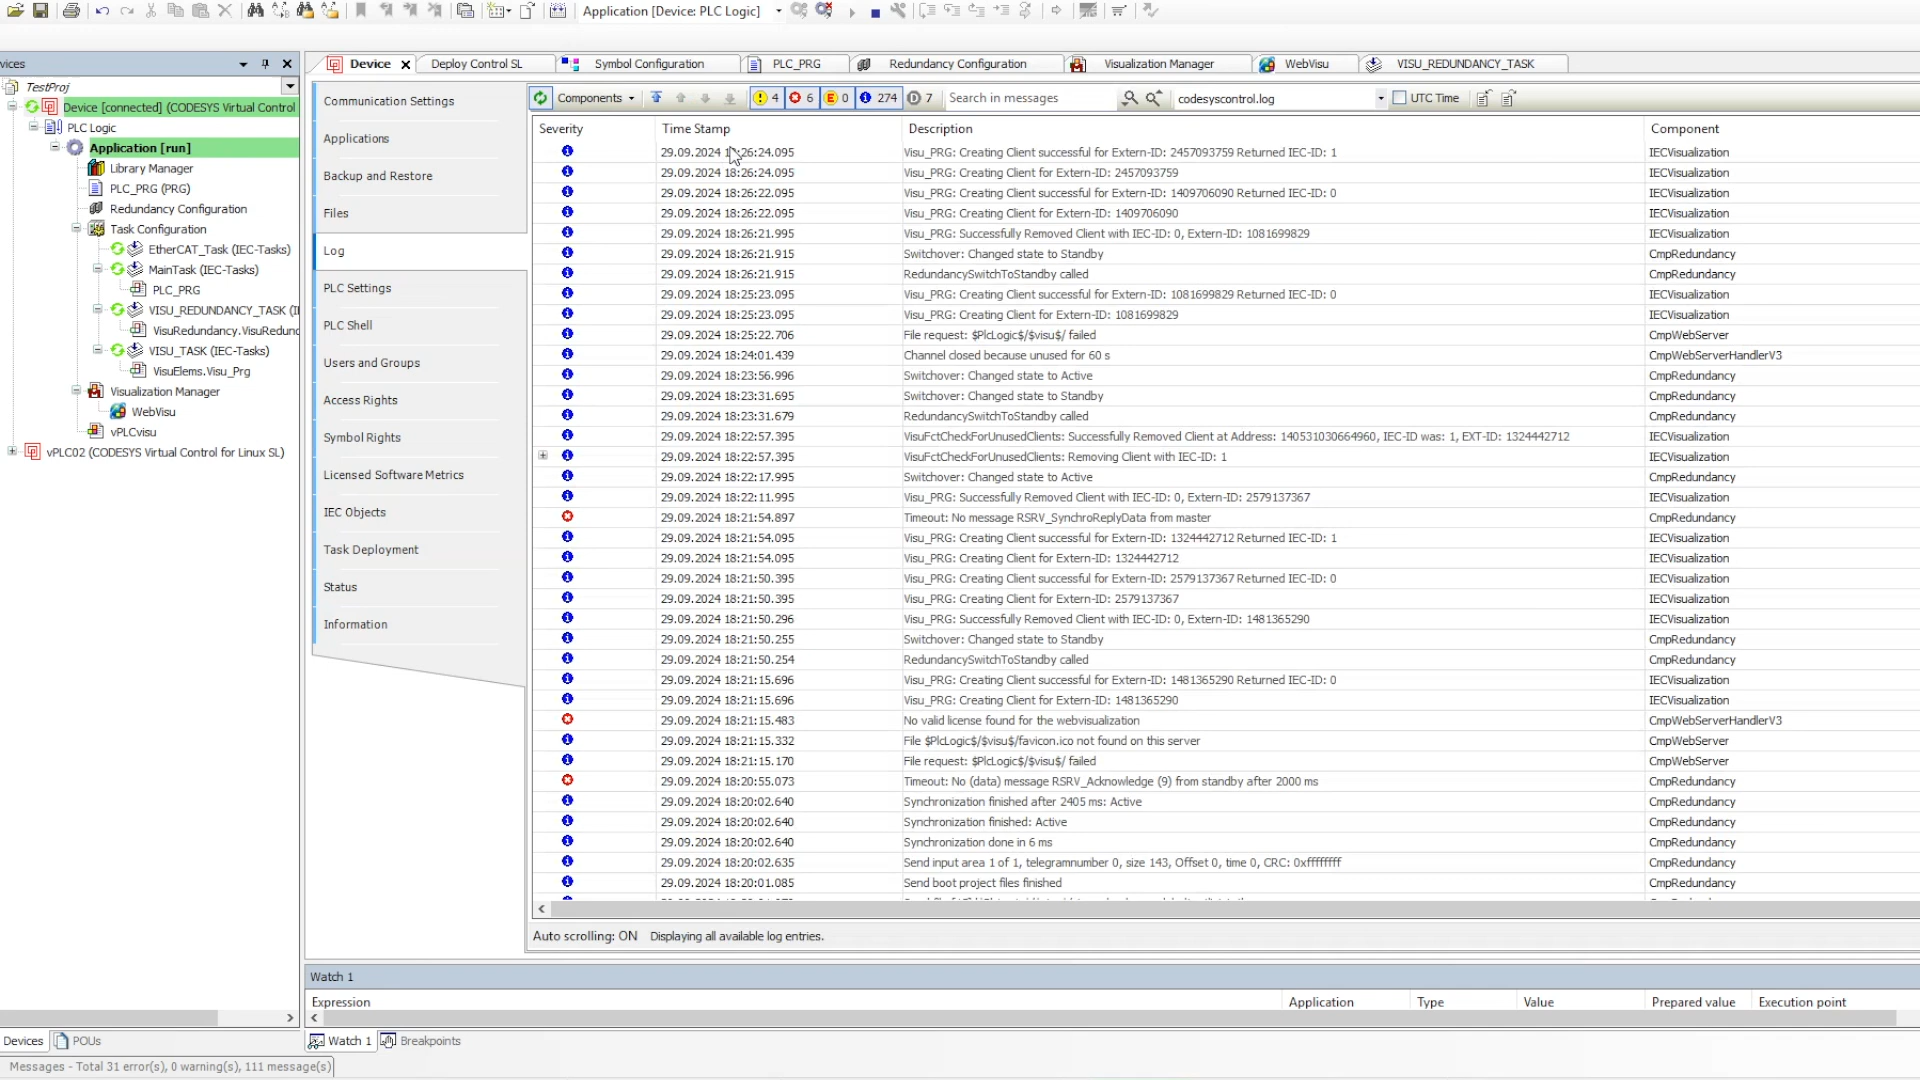 Application [Device: PLC Logic]
vices
TestProj
Device [connected] (CODESYS Virtual Control
PLC Logic
Application [run]
Library Manager
PLC_PRG (PRG)
Redundancy Configuration
Task Configuration
EtherCAT_Task (IEC-Tasks)
MainTask (IEC-Tasks)
PLC_PRG
VISU_REDUNDANCY_TASK (I
VisuRedundancy.VisuRedund
VISU_TASK (IEC-Tasks)
VisuElems.Visu_Prg
Visualization Manager
WebVisu
vPLCvisu
vPLC02 (CODESYS Virtual Control for Linux SL)
Devices POUs
Device Deploy Control SL Symbol Configuration PLC_PRG Redundancy Configuration Visualization Manager WebVisu VISU_REDUNDANCY_TASK
Communication Settings
Applications
Backup and Restore
Files
Log
PLC Settings
PLC Shell
Users and Groups
Access Rights
Symbol Rights
Licensed Software Metrics
IEC Objects
Task Deployment
Status
Information
Components 4 6 0 274 7 Search in messages codesyscontrol.log UTC Time
Severity Time Stamp Description Component
29.09.2024 :26:24.095 Visu_PRG: Creating Client successful for Extern-ID: 2457093759 Returned IEC-ID: 1 IECVisualization
29.09.2024 18:26:24.095 Visu_PRG: Creating Client for Extern-ID: 2457093759 IECVisualization
29.09.2024 18:26:22.095 Visu_PRG: Creating Client successful for Extern-ID: 1409706090 Returned IEC-ID: 0 IECVisualization
29.09.2024 18:26:22.095 Visu_PRG: Creating Client for Extern-ID: 1409706090 IECVisualization
29.09.2024 18:26:21.995 Visu_PRG: Successfully Removed Client with IEC-ID: 0, Extern-ID: 1081699829 IECVisualization
29.09.2024 18:26:21.915 Switchover: Changed state to Standby CmpRedundancy
29.09.2024 18:26:21.915 RedundancySwitchToStandby called CmpRedundancy
29.09.2024 18:25:23.095 Visu_PRG: Creating Client successful for Extern-ID: 1081699829 Returned IEC-ID: 0 IECVisualization
29.09.2024 18:25:23.095 Visu_PRG: Creating Client for Extern-ID: 1081699829 IECVisualization
29.09.2024 18:25:22.706 File request: $PlcLogic$/$visu$/ failed CmpWebServer
29.09.2024 18:24:01.439 Channel closed because unused for 60 s CmpWebServerHandlerV3
29.09.2024 18:23:56.996 Switchover: Changed state to Active CmpRedundancy
29.09.2024 18:23:31.695 Switchover: Changed state to Standby CmpRedundancy
29.09.2024 18:23:31.679 RedundancySwitchToStandby called CmpRedundancy
29.09.2024 18:22:57.395 VisuFctCheckForUnusedClients: Successfully Removed Client at Address: 140531030664960, IEC-ID was: 1, EXT-ID: 1324442712 IECVisualization
29.09.2024 18:22:57.395 VisuFctCheckForUnusedClients: Removing Client with IEC-ID: 1 IECVisualization
29.09.2024 18:22:17.995 Switchover: Changed state to Active CmpRedundancy
29.09.2024 18:22:11.995 Visu_PRG: Successfully Removed Client with IEC-ID: 0, Extern-ID: 2579137367 IECVisualization
29.09.2024 18:21:54.897 Timeout: No message RSRV_SynchroReplyData from master CmpRedundancy
29.09.2024 18:21:54.095 Visu_PRG: Creating Client successful for Extern-ID: 1324442712 Returned IEC-ID: 1 IECVisualization
29.09.2024 18:21:54.095 Visu_PRG: Creating Client for Extern-ID: 1324442712 IECVisualization
29.09.2024 18:21:50.395 Visu_PRG: Creating Client successful for Extern-ID: 2579137367 Returned IEC-ID: 0 IECVisualization
29.09.2024 18:21:50.395 Visu_PRG: Creating Client for Extern-ID: 2579137367 IECVisualization
29.09.2024 18:21:50.296 Visu_PRG: Successfully Removed Client with IEC-ID: 0, Extern-ID: 1481365290 IECVisualization
29.09.2024 18:21:50.255 Switchover: Changed state to Standby CmpRedundancy
29.09.2024 18:21:50.254 RedundancySwitchToStandby called CmpRedundancy
29.09.2024 18:21:15.696 Visu_PRG: Creating Client successful for Extern-ID: 1481365290 Returned IEC-ID: 0 IECVisualization
29.09.2024 18:21:15.696 Visu_PRG: Creating Client for Extern-ID: 1481365290 IECVisualization
29.09.2024 18:21:15.483 No valid license found for the webvisualization CmpWebServerHandlerV3
29.09.2024 18:21:15.332 File $PlcLogic$/$visu$/favicon.ico not found on this server CmpWebServer
29.09.2024 18:21:15.170 File request: $PlcLogic$/$visu$/ failed CmpWebServer
29.09.2024 18:20:55.073 Timeout: No (data) message RSRV_Acknowledge (9) from standby after 2000 ms CmpRedundancy
29.09.2024 18:20:02.640 Synchronization finished after 2405 ms: Active CmpRedundancy
29.09.2024 18:20:02.640 Synchronization finished: Active CmpRedundancy
29.09.2024 18:20:02.640 Synchronization done in 6 ms CmpRedundancy
29.09.2024 18:20:02.635 Send input area 1 of 1, telegramnumber 0, size 143, Offset 0, time 0, CRC: 0xffffffff CmpRedundancy
29.09.2024 18:20:01.085 Send boot project files finished CmpRedundancy
Auto scrolling: ON Displaying all available log entries.
Watch 1
Expression Application Type Value Prepared value Execution point
Watch 1 Breakpoints
Messages - Total 31 error(s), 0 warning(s), 111 message(s)